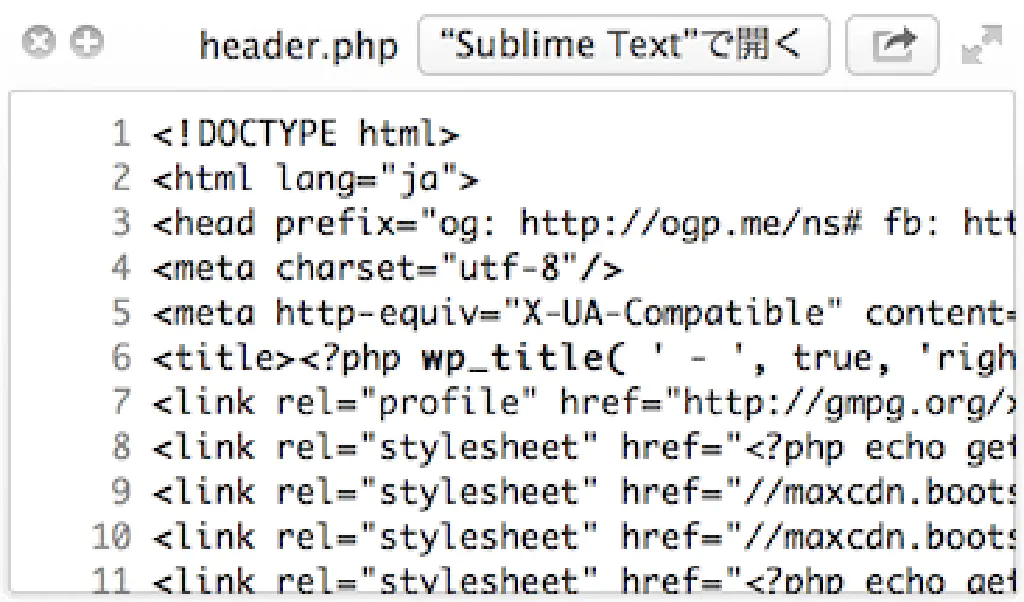 header.php “Sublime Text”で開く
1 <!DOCTYPE html>
2 <html lang="ja">
3 <head prefix="og: http://ogp.me/ns# fb: htt
4 <meta charset="utf-8"/>
5 <meta http-equiv="X-UA-Compatible" content=
6 <title><?php wp_title( ' - ', true, 'righ
7 <link rel="profile" href="http://gmpg.org/x
8 <link rel="stylesheet" href="<?php echo get
9 <link rel="stylesheet" href="//maxcdn.boots
10 <link rel="stylesheet" href="//maxcdn.boots
11 <link rel="stylesheet" href="<?php echo get